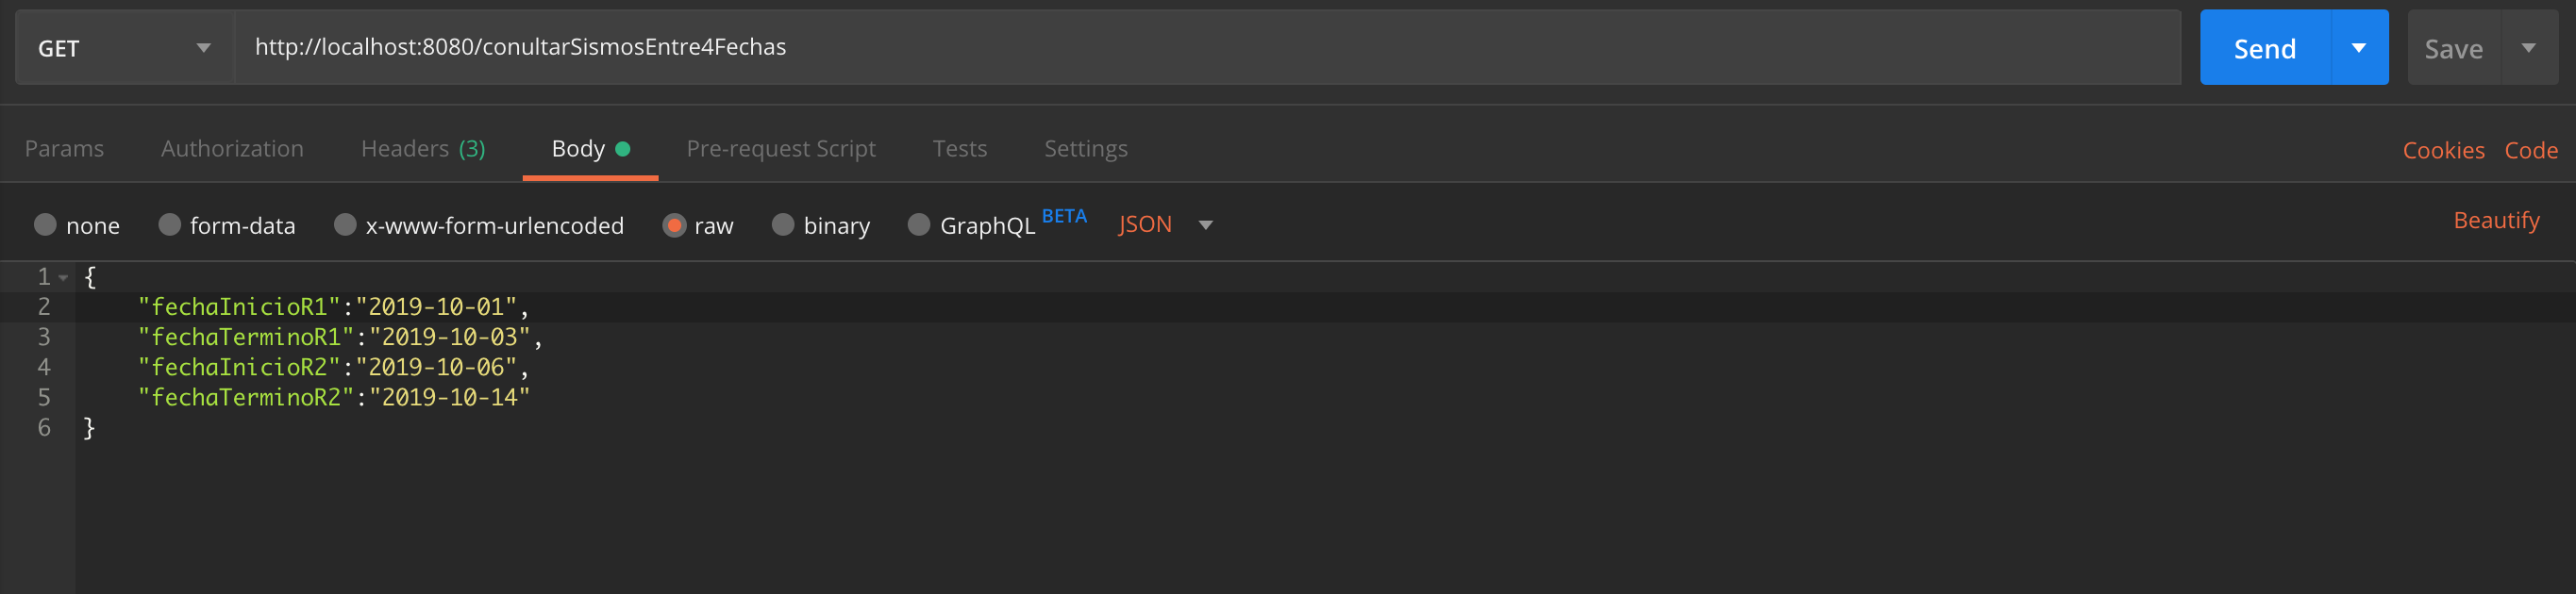 GET http://localhost:8080/conultarSismosEntre4Fechas Send Save
Params Authorization Headers (3) Body Pre-request Script Tests Settings Cookies Code
none form-data x-www-form-urlencoded raw binary GraphQL BETA JSON Beautify
1 {
2 "fechaInicioR1":"2019-10-01",
3 "fechaTerminoR1":"2019-10-03",
4 "fechaInicioR2":"2019-10-06",
5 "fechaTerminoR2":"2019-10-14"
6 }